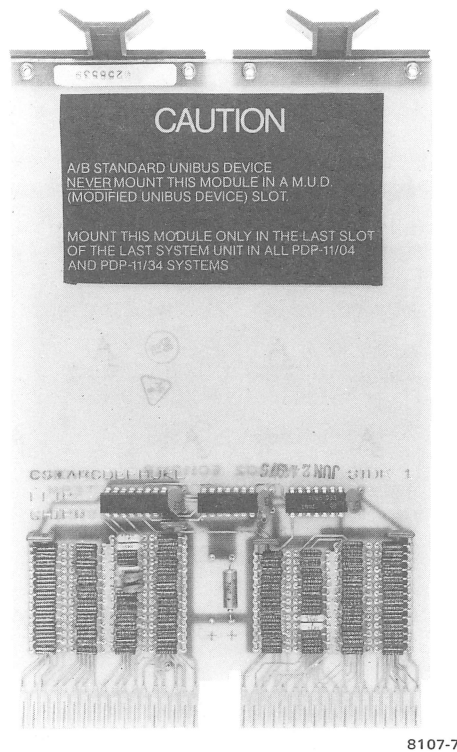 CAUTION
A/B STANDARD UNIBUS DEVICE
NEVER MOUNT THIS MODULE IN A M.U.D.
(MODIFIED UNIBUS DEVICE) SLOT.
MOUNT THIS MODULE ONLY IN THE LAST SLOT
OF THE LAST SYSTEM UNIT IN ALL PDP-11/04
AND PDP-11/34 SYSTEMS
SIDE 1
8107-7